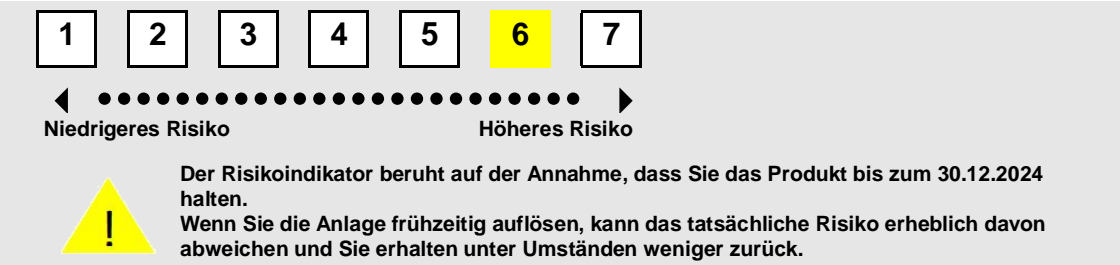 1 2 3 4 5 6 7
Niedrigeres Risiko Höheres Risiko
Der Risikoindikator beruht auf der Annahme, dass Sie das Produkt bis zum 30.12.2024
halten.
Wenn Sie die Anlage frühzeitig auflösen, kann das tatsächliche Risiko erheblich davon
abweichen und Sie erhalten unter Umständen weniger zurück.
!